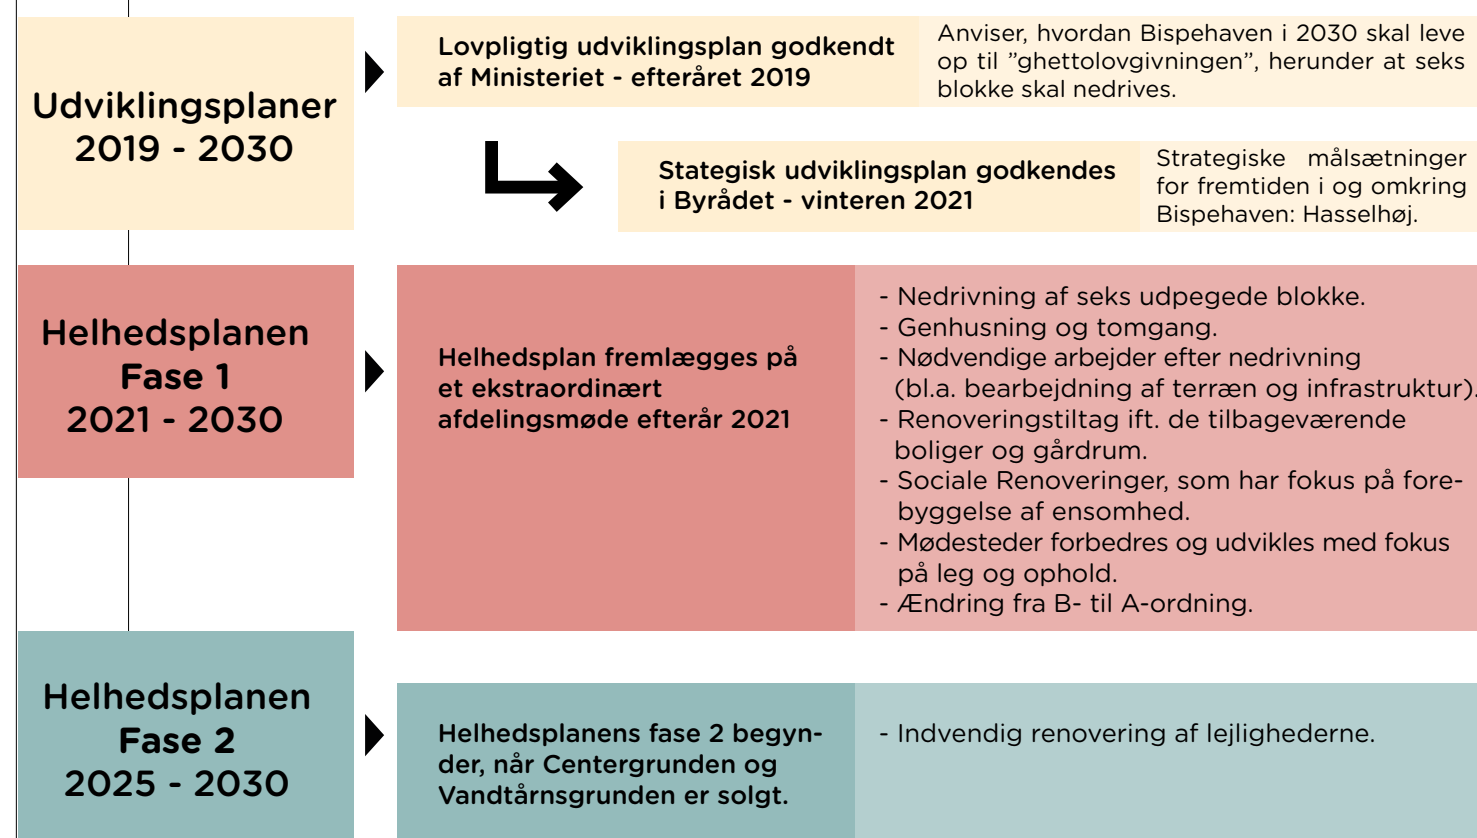 Udviklingsplaner
2019 - 2030
Lovpligtig udviklingsplan godkendt
af Ministeriet - efteråret 2019
Anviser, hvordan Bispehaven i 2030 skal leve
op til ”ghettolovgivningen”, herunder at seks
blokke skal nedrives.
Stategisk udviklingsplan godkendes
i Byrådet - vinteren 2021
Strategiske målsætninger
for fremtiden i og omkring
Bispehaven: Hasselhøj.
Helhedsplanen
Fase 1
2021 - 2030
Helhedsplan fremlægges på
et ekstraordinært
afdelingsmøde efterår 2021
- Nedrivning af seks udpegede blokke.
- Genhusning og tomgang.
- Nødvendige arbejder efter nedrivning
(bl.a. bearbejdning af terræn og infrastruktur).
- Renoveringstiltag ift. de tilbageværende
boliger og gårdrum.
- Sociale Renoveringer, som har fokus på fore-
byggelse af ensomhed.
- Mødesteder forbedres og udvikles med fokus
på leg og ophold.
- Ændring fra B- til A-ordning.
Helhedsplanen
Fase 2
2025 - 2030
Helhedsplanens fase 2 begyn-
der, når Centergrunden og
Vandtårnsgrunden er solgt.
- Indvendig renovering af lejlighederne.